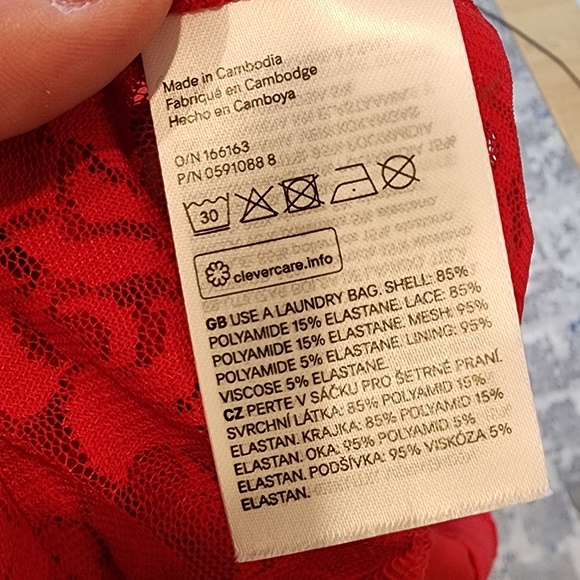 Made in Cambodia
Fabriqué en Cambodge
Hecho en Camboya
O/N 166163
P/N 0591088 8
30
clevercare.info
GB USE A LAUNDRY BAG. SHELL: 85%
POLYAMIDE 15% ELASTANE. LACE: 85%
POLYAMIDE 15% ELASTANE. MESH: 95%
POLYAMIDE 5% ELASTANE. LINING: 95%
VISCOSE 5% ELASTANE.
CZ PERTE V SÁČKU PRO ŠETRNÉ PRANÍ.
SVRCHNÍ LÁTKA: 85% POLYAMID 15%
ELASTAN. KRAJKA: 85% POLYAMID 15%
ELASTAN. OKA: 95% POLYAMID 5%
ELASTAN. PODŠÍVKA: 95% VISKÓZA 5%
ELASTAN.